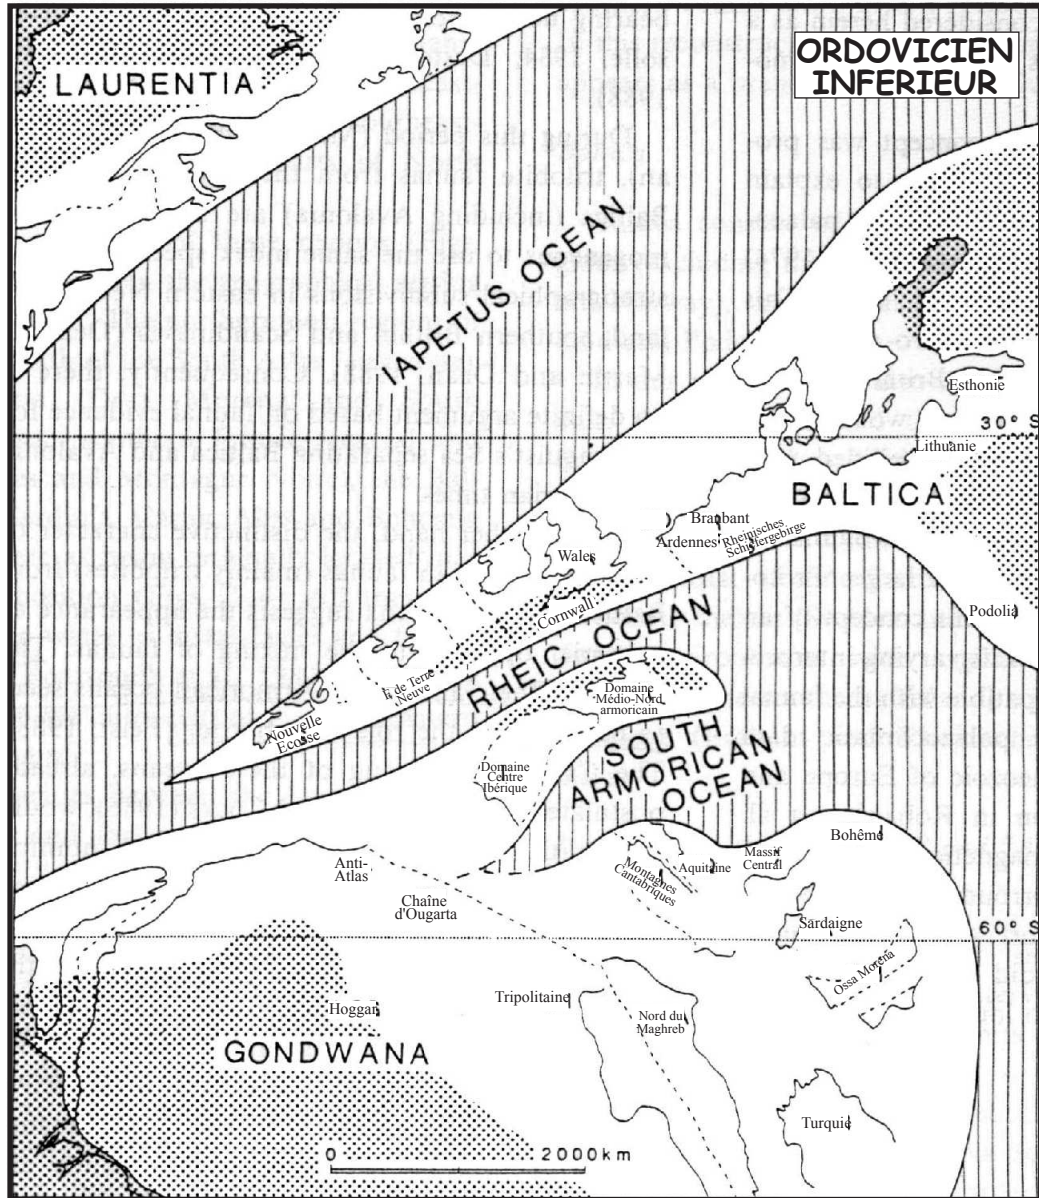 ORDOVICIEN
INFERIEUR
LAURENTIA
IAPETUS OCEAN
Esthonie
30° S
Lithuanie
BALTICA
Brabant
Ardennes
Rheinisches
Schiefergebirge
Wales
Cornwall
Podolia
RHEIC OCEAN
de Terre
Neuve
Domaine
Médio-Nord
armoricain
Nouvelle
Ecosse
SOUTH
ARMORICAN
OCEAN
Domaine
Centre
Ibérique
Bohême
Anti-
Atlas
Massif
Central
Aquitaine
Montagnes
Cantabriques
Chaîne
d'Ougarta
Sardaigne
60° S
Ossa Morena
Tripolitaine
Hoggar
Nord du
Maghreb
GONDWANA
Turquie
0 2000km